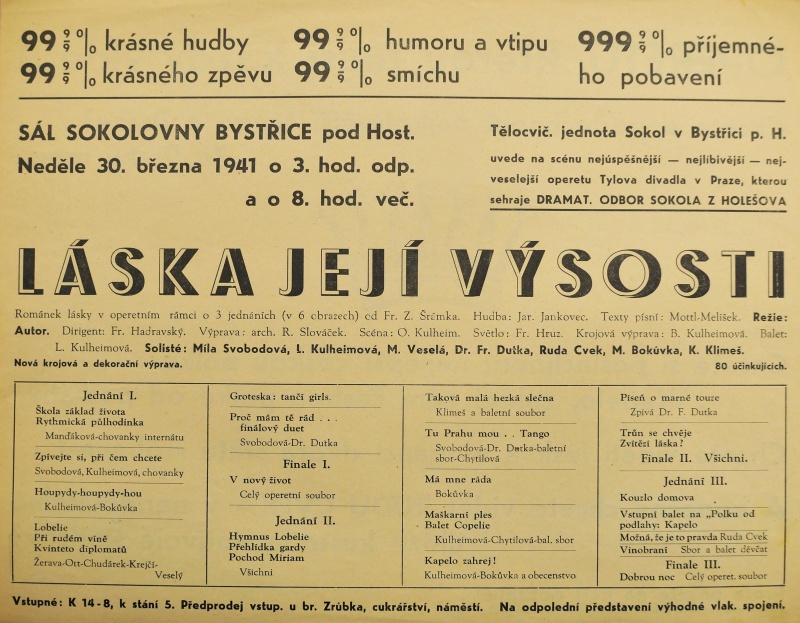 99 9/9 % krásné hudby
99 9/9 % krásného zpěvu
99 9/9 % humoru a vtipu
99 9/9 % smíchu
999 9/9 % příjemné-
ho pobavení
SÁL SOKOLOVNY BYSTŘICE pod Host.
Neděle 30. března 1941 o 3. hod. odp.
a o 8. hod. več.
Tělocvič. jednota Sokol v Bystřici p. H.
uvede na scénu nejúspěšnější — nejlíbivější — nej-
veselejší operetu Tylova divadla v Praze, kterou
sehraje DRAMAT. ODBOR SOKOLA Z HOLEŠOVA
LÁSKA JEJÍ VÝSOSTI
Románek lásky v operetním rámci o 3 jednáních (v 6 obrazech) od Fr. Z. Šrámka. Hudba: Jar. Jankovec. Texty písní: Mottl-Melíšek. Režie:
Autor. Dirigent: Fr. Hadravský. Výprava: arch. R. Slováček. Scéna: O. Kulheim. Světlo: Fr. Hruz. Krojová výprava: B. Kulheimová. Balet:
L. Kulheimová. Solisté: Míla Svobodová, L. Kulheimová, M. Veselá, Dr. Fr. Dutka, Ruda Cvek, M. Bokůvka, K. Klimeš.
Nová krojová a dekorační výprava. 80 účinkujících.
Jednání I.
Škola základ života
Rytmická půlhodinka
Manďáková-chovanky internátu
Zpívejte si, při čem chcete
Svobodová, Kulheimová, chovanky
Houpydy-houpydy-hou
Kulheimová-Bokůvka
Lobelie
Při rudém víně
Kvinteto diplomatů
Žerava-Ott-Chudárek-Krejčí-
Veselý
Groteska: tančí girls.
Proč mám tě rád . . .
finálový duet
Svobodová-Dr. Dutka
Finale I.
V nový život
Celý operetní soubor
Jednání II.
Hymnus Lobelie
Přehlídka gardy
Pochod Miriam
Všichni
Taková malá hezká slečna
Klimeš a baletní soubor
Tu Prahu mou . . Tango
Svobodová-Dr. Dutka-baletní
sbor-Chytilová
Má mne ráda
Bokůvka
Maškarní ples
Balet Copelie
Kulheimová-Chytilová-bal. sbor
Kapelo zahrej!
Kulheimová-Bokůvka a obecenstvo
Píseň o marné touze
Zpívá Dr. F. Dutka
Trůn se chvěje
Zvítězí láska?
Finale II. Všichni.
Jednání III.
Kouzlo domova
Vstupní balet na „Polku od
podlahy: Kapelo
Možná, že je to pravda Ruda Cvek
Vinobraní Sbor a balet děvčat
Finale III.
Dobrou noc Celý operet. soubor
Vstupné: K 14-8, k stání 5. Předprodej vstup. u br. Zrůbka, cukrářství, náměstí. Na odpolední představení výhodné vlak. spojení.